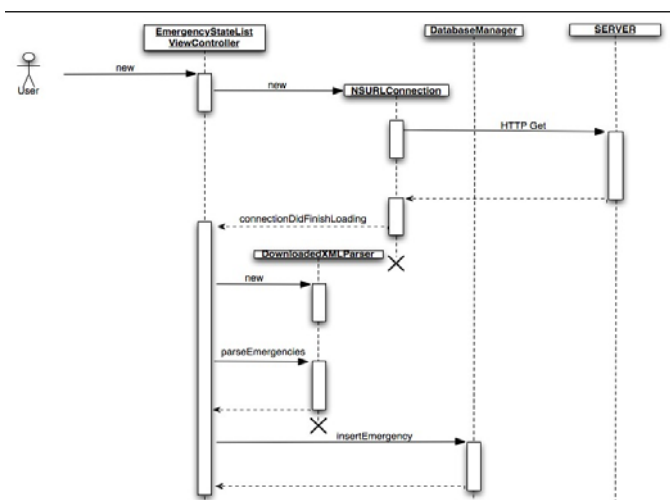 EmergencyStateList
ViewController
DatabaseManager
SERVER
User
new
new
NSURLConnection
HTTP Get
connectionDidFinishLoading
DownloadedXMLParser
new
parseEmergencies
insertEmergency